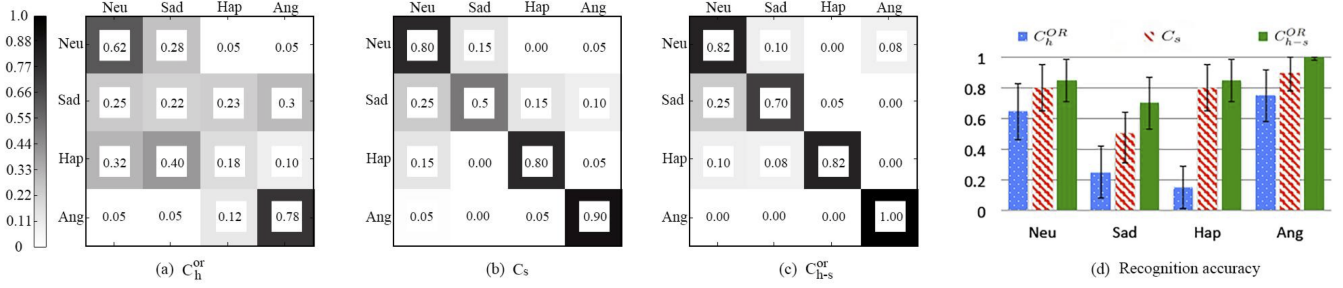 1.0
0.88
0.77
0.66
0.55
0.44
0.33
0.22
0.11
0
Neu Sad Hap Ang
Neu 0.62 0.28 0.05 0.05
Sad 0.25 0.22 0.23 0.3
Hap 0.32 0.40 0.18 0.10
Ang 0.05 0.05 0.12 0.78
(a) C_h^or
Neu Sad Hap Ang
Neu 0.80 0.15 0.00 0.05
Sad 0.25 0.5 0.15 0.10
Hap 0.15 0.00 0.80 0.05
Ang 0.05 0.00 0.05 0.90
(b) Cs
Neu Sad Hap Ang
Neu 0.82 0.10 0.00 0.08
Sad 0.25 0.70 0.05 0.00
Hap 0.10 0.08 0.82 0.00
Ang 0.00 0.00 0.00 1.00
(c) C_h-s^or
C_h^OR C_s C_h-s^OR
1
0.8
0.6
0.4
0.2
0
Neu Sad Hap Ang
(d) Recognition accuracy